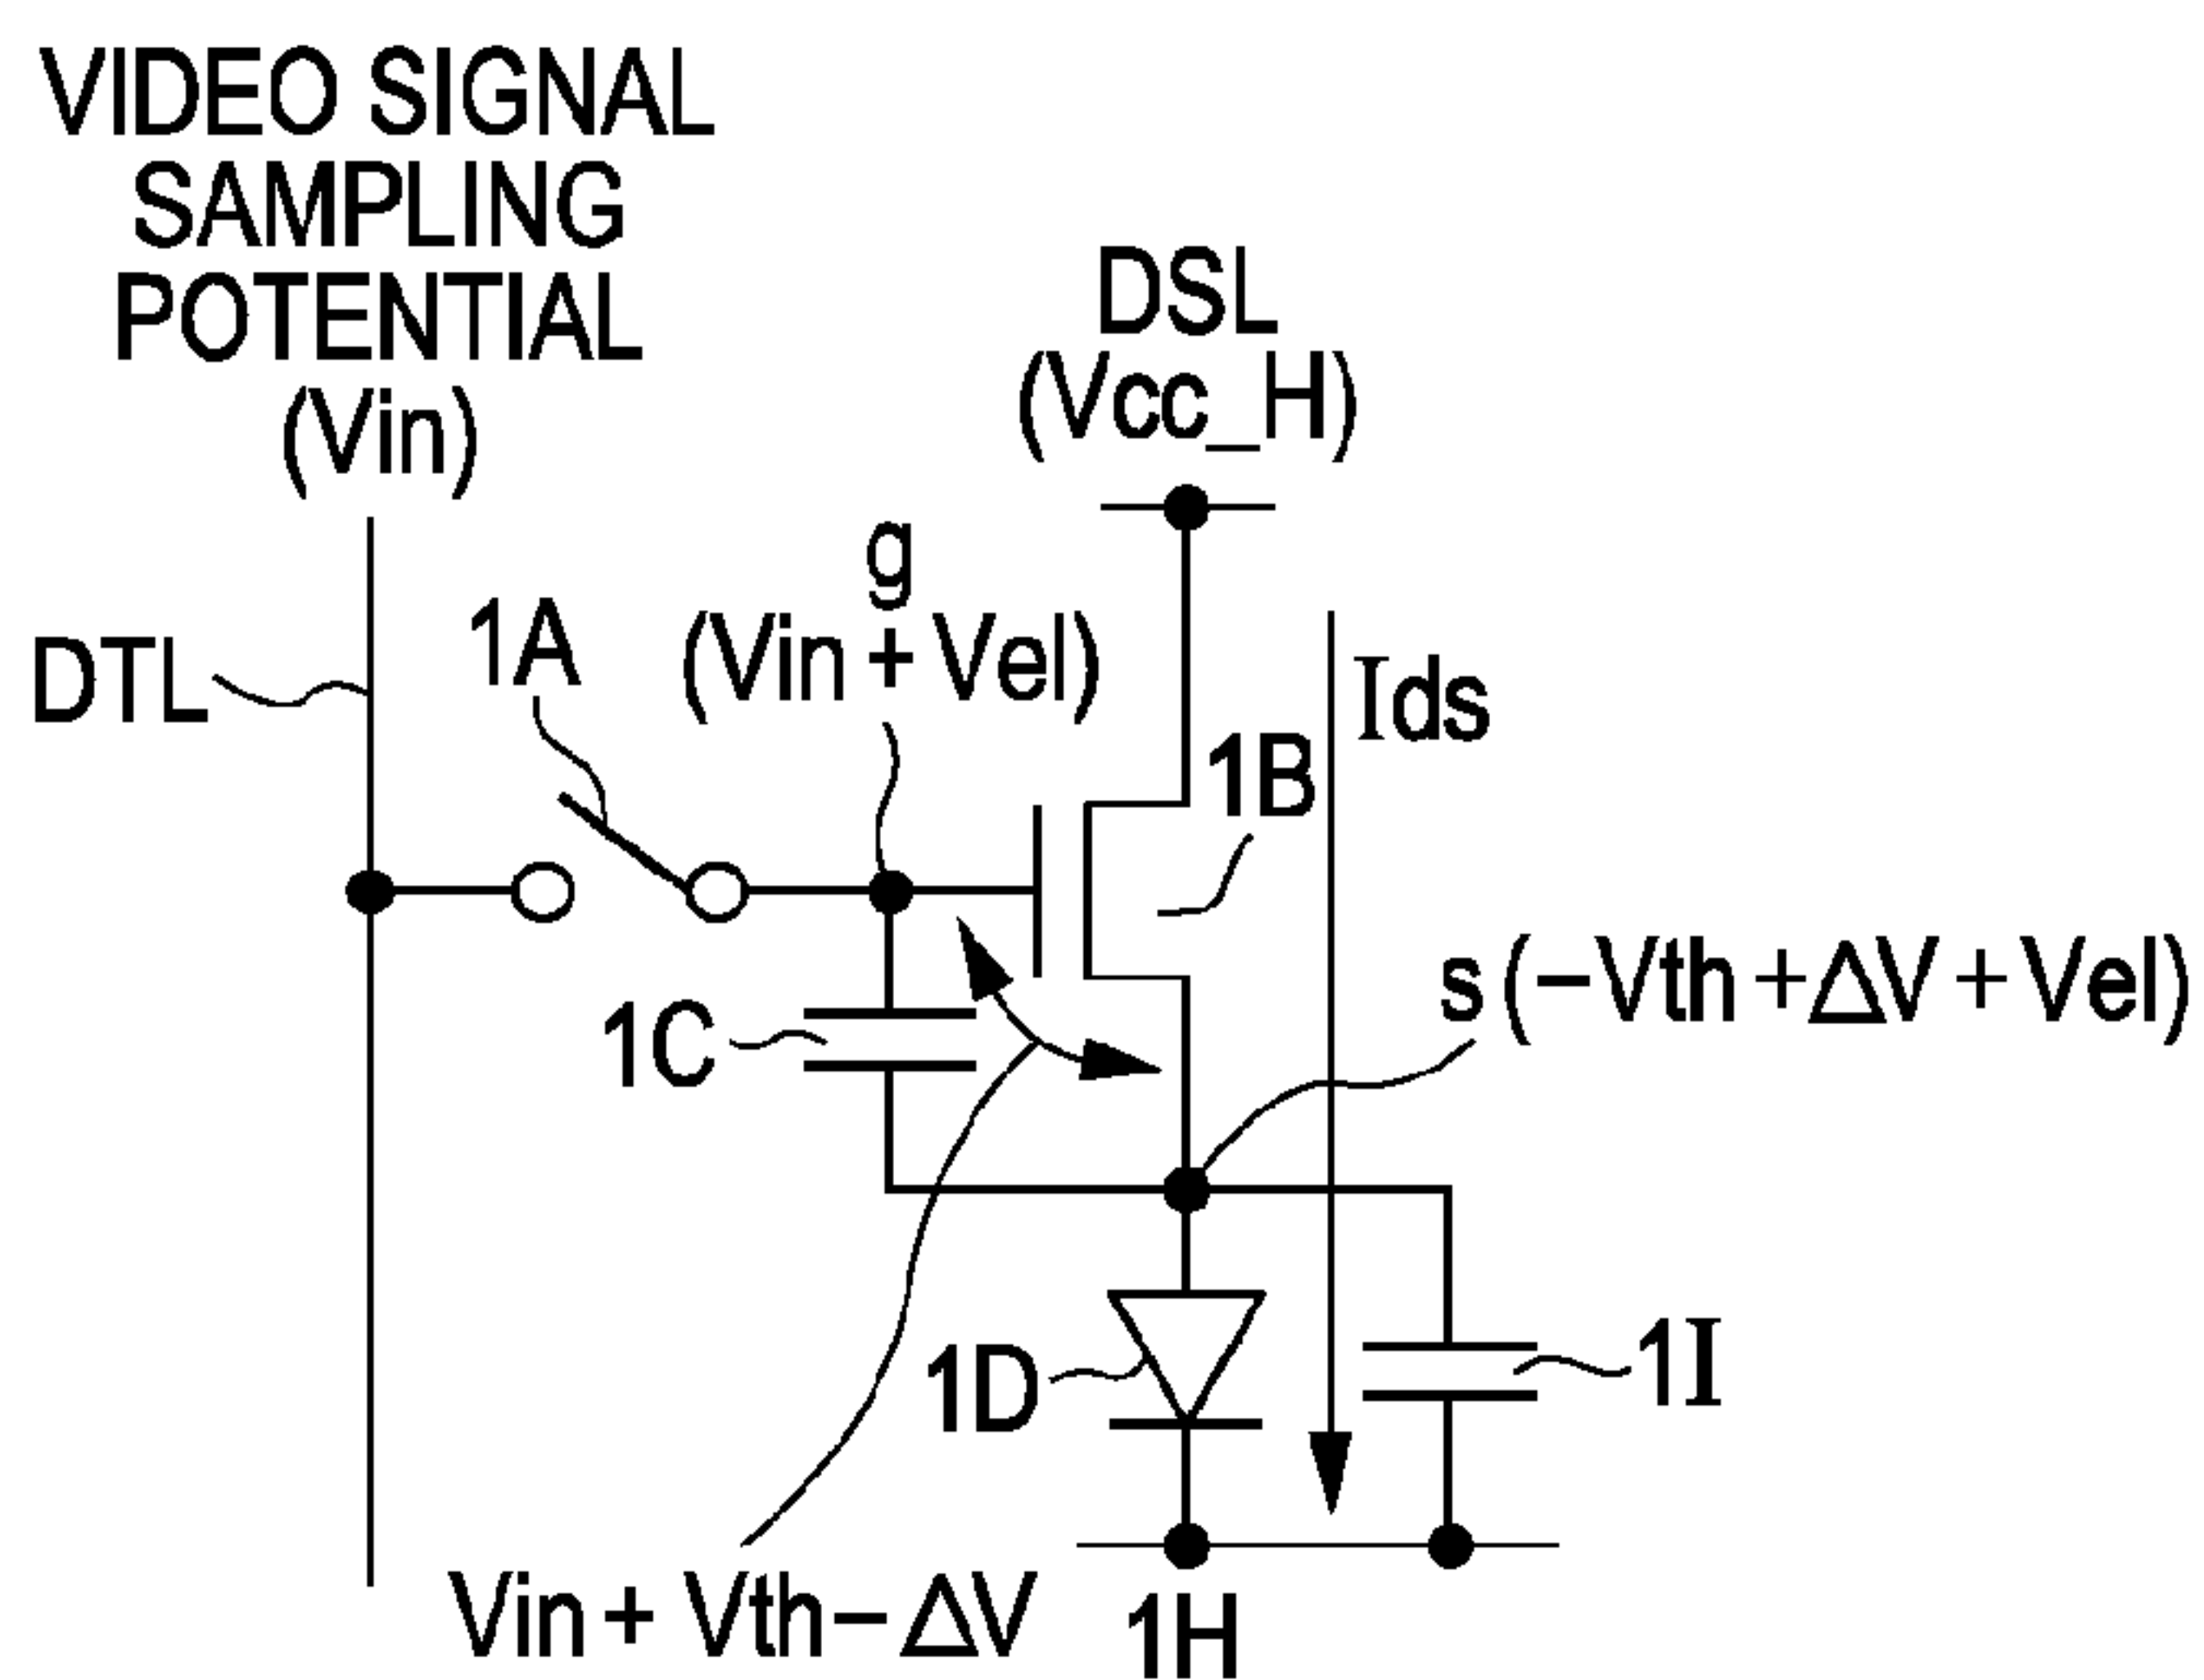 VIDEO SIGNAL
SAMPLING
POTENTIAL
(Vin)
DSL
(Vcc_H)
g
(Vin + Vel)
1A
DTL
Ids
1B
s (−Vth + ΔV + Vel)
1C
1D
1I
Vin + Vth − ΔV
1H